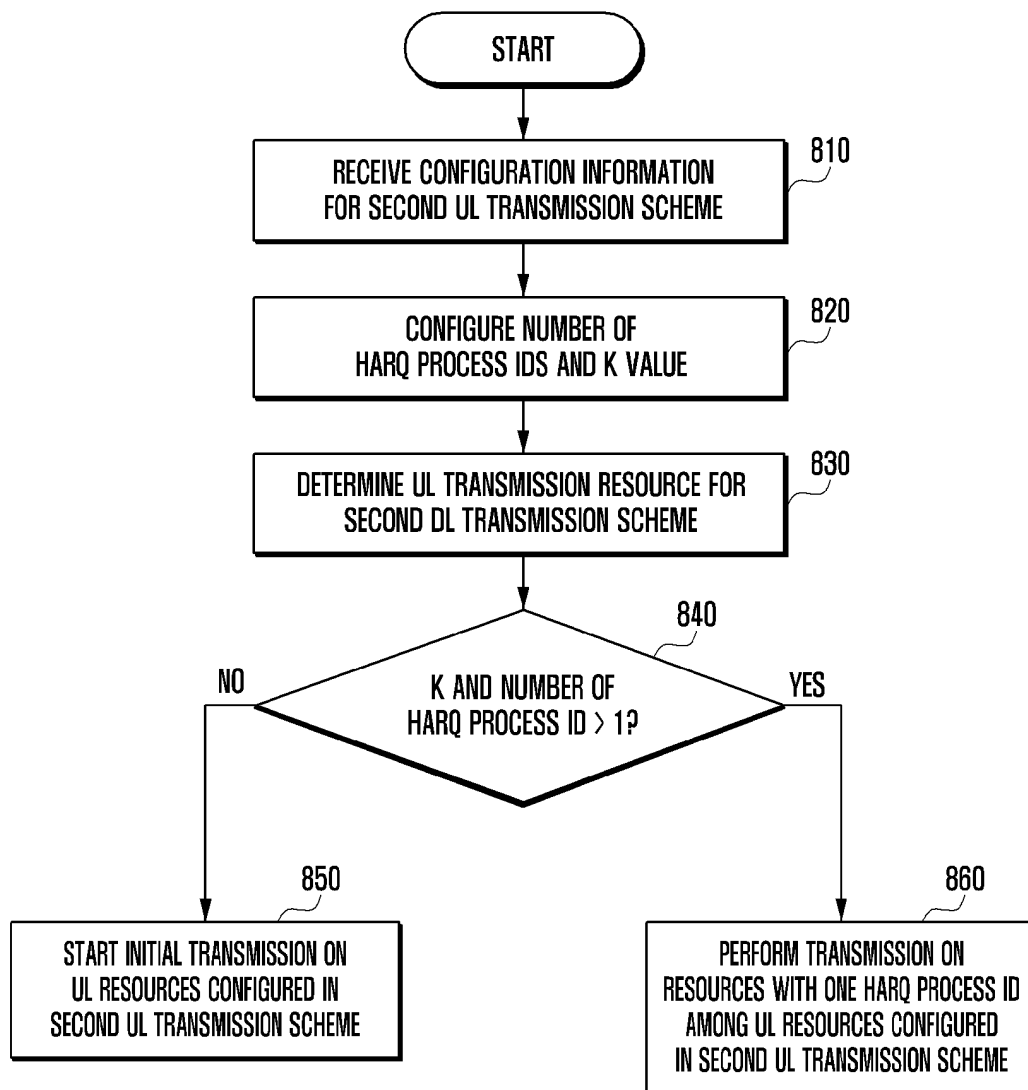 START
810
RECEIVE CONFIGURATION INFORMATION
FOR SECOND UL TRANSMISSION SCHEME
820
CONFIGURE NUMBER OF
HARQ PROCESS IDS AND K VALUE
830
DETERMINE UL TRANSMISSION RESOURCE FOR
SECOND DL TRANSMISSION SCHEME
840
K AND NUMBER OF
HARQ PROCESS ID > 1?
NO
YES
850
START INITIAL TRANSMISSION ON
UL RESOURCES CONFIGURED IN
SECOND UL TRANSMISSION SCHEME
860
PERFORM TRANSMISSION ON
RESOURCES WITH ONE HARQ PROCESS ID
AMONG UL RESOURCES CONFIGURED
IN SECOND UL TRANSMISSION SCHEME